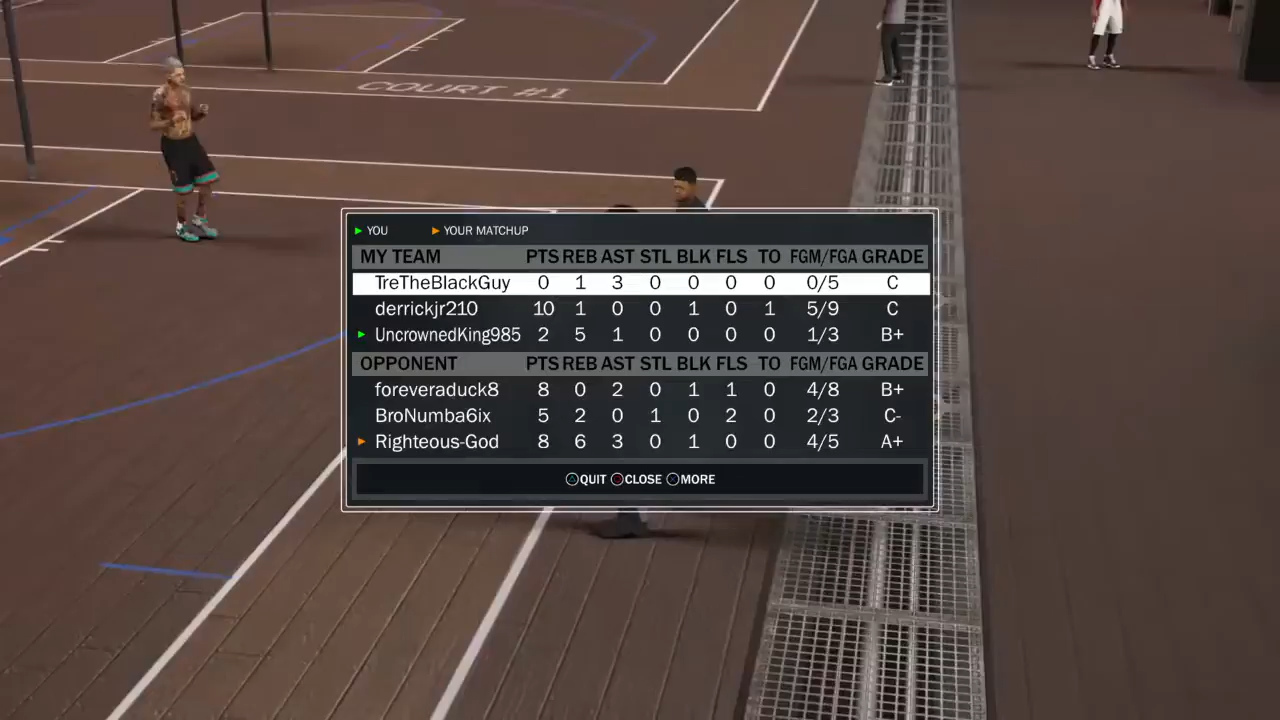 COURT #1
YOU YOUR MATCHUP
MY TEAM PTS REB AST STL BLK FLS TO FGM/FGA GRADE
TreTheBlackGuy 0 1 3 0 0 0 0 0/5 C
derrickjr210 10 1 0 0 1 0 1 5/9 C
UncrownedKing985 2 5 1 0 0 0 0 1/3 B+
OPPONENT PTS REB AST STL BLK FLS TO FGM/FGA GRADE
foreveraduck8 8 0 2 0 1 1 0 4/8 B+
BroNumba6ix 5 2 0 1 0 2 0 2/3 C-
Righteous-God 8 6 3 0 1 0 0 4/5 A+
QUIT CLOSE MORE